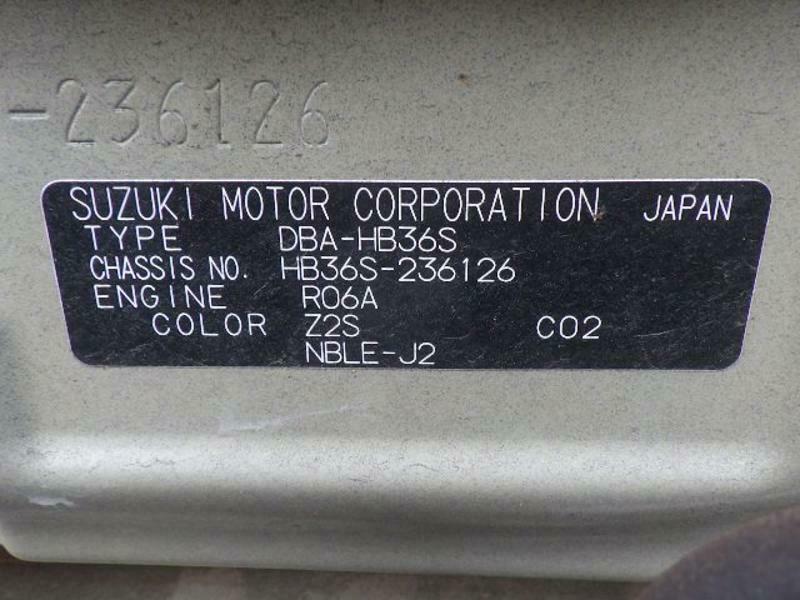 -236126
SUZUKI MOTOR CORPORATION JAPAN
TYPE DBA-HB36S
CHASSIS NO. HB36S-236126
ENGINE R06A
COLOR Z2S C02
NBLE-J2